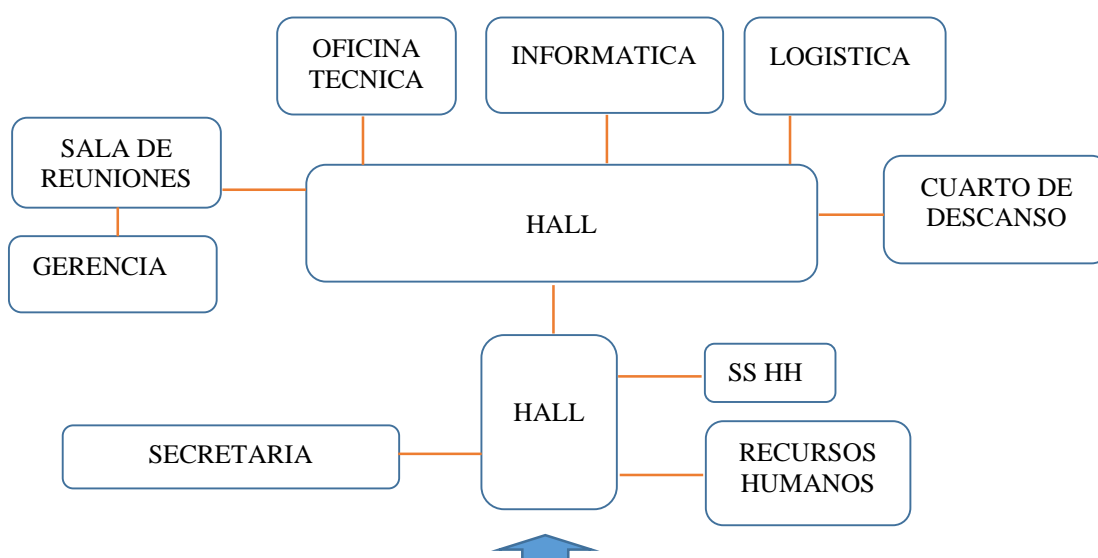 OFICINA
TECNICA
INFORMATICA
LOGISTICA
SALA DE
REUNIONES
CUARTO DE
DESCANSO
HALL
GERENCIA
SS HH
HALL
SECRETARIA
RECURSOS
HUMANOS